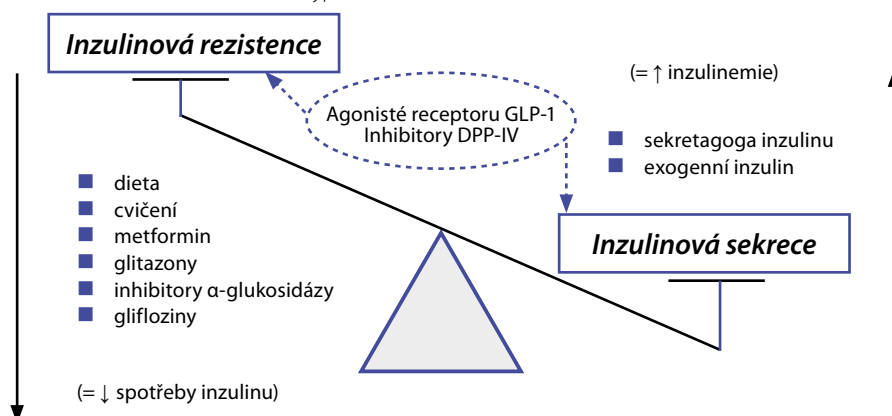 Inzulinová rezistence
(= ↑ inzulinemie)
Agonisté receptoru GLP-1
Inhibitory DPP-IV
sekretagoga inzulinu
exogenní inzulin
dieta
cvičení
metformin
glitazony
inhibitory α-glukosidázy
glifloziny
Inzulinová sekrece
(= ↓ spotřeby inzulinu)